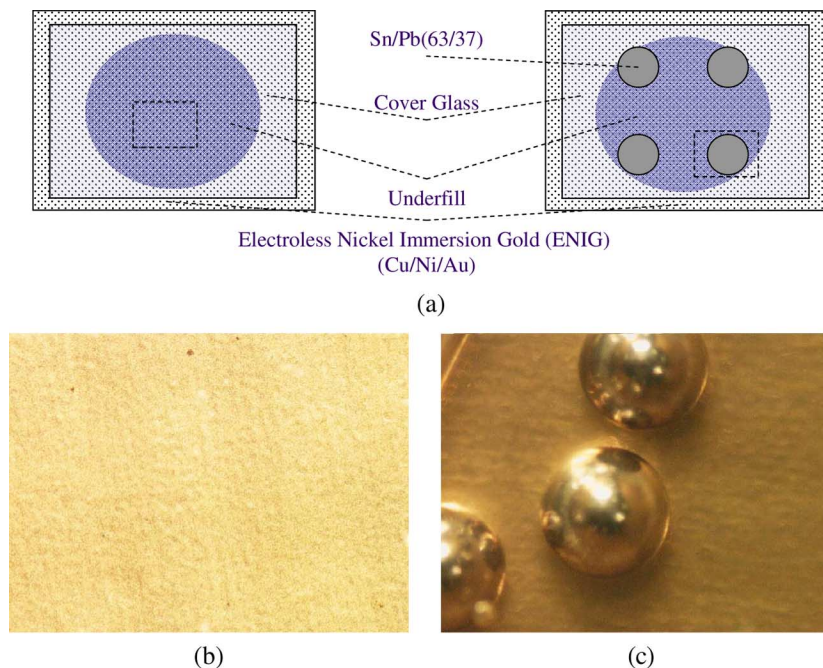 Sn/Pb(63/37)
Cover Glass
Underfill
Electroless Nickel Immersion Gold (ENIG)
(Cu/Ni/Au)
(a)
(b)
(c)